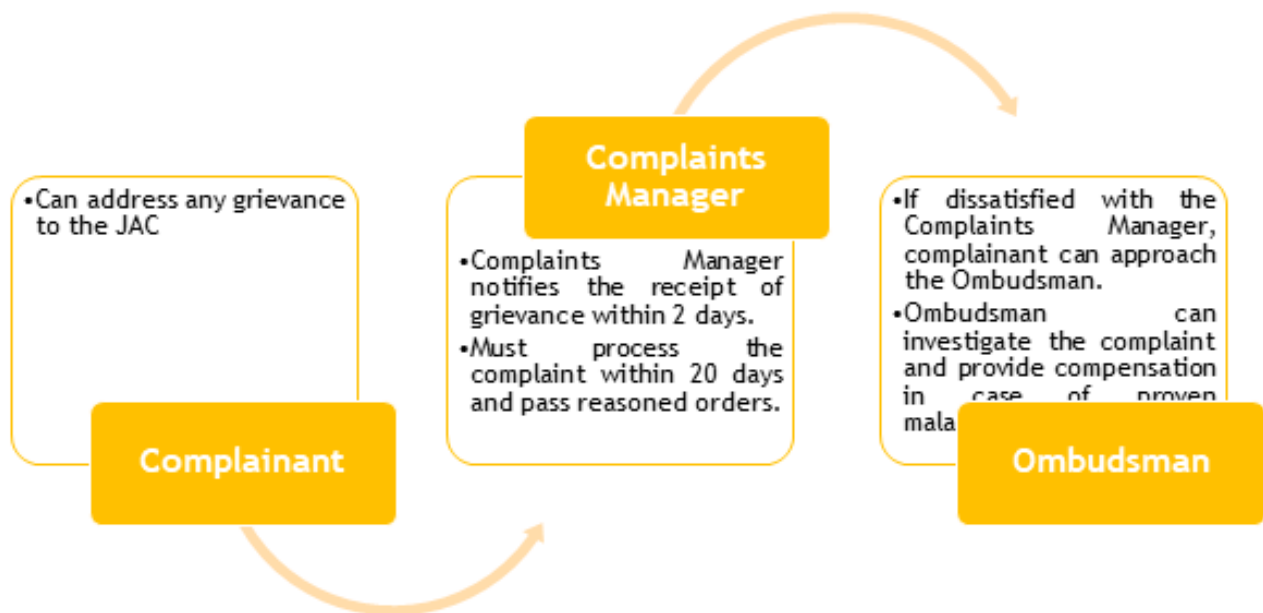 •Can address any grievance
to the JAC
Complainant
Complaints
Manager
•Complaints Manager
notifies the receipt of
grievance within 2 days.
•Must process the
complaint within 20 days
and pass reasoned orders.
•If dissatisfied with the
Complaints Manager,
complainant can approach
the Ombudsman.
•Ombudsman can
investigate the complaint
and provide compensation
in case of proven
Ombudsman